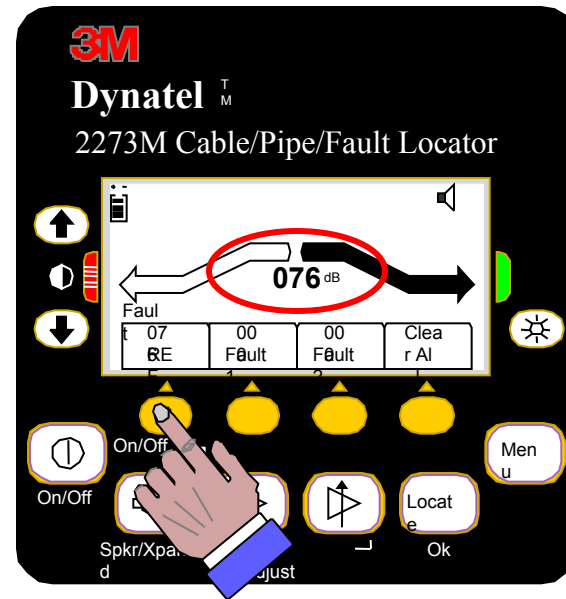 3M
Dynatel TM
2273M Cable/Pipe/Fault Locator
076 dB
Faul
t
07 00 00 Clea
RE Fault Fault r Al
On/Off
Men
u
On/Off
Locat
e
Spkr/Xpan
d
Ok